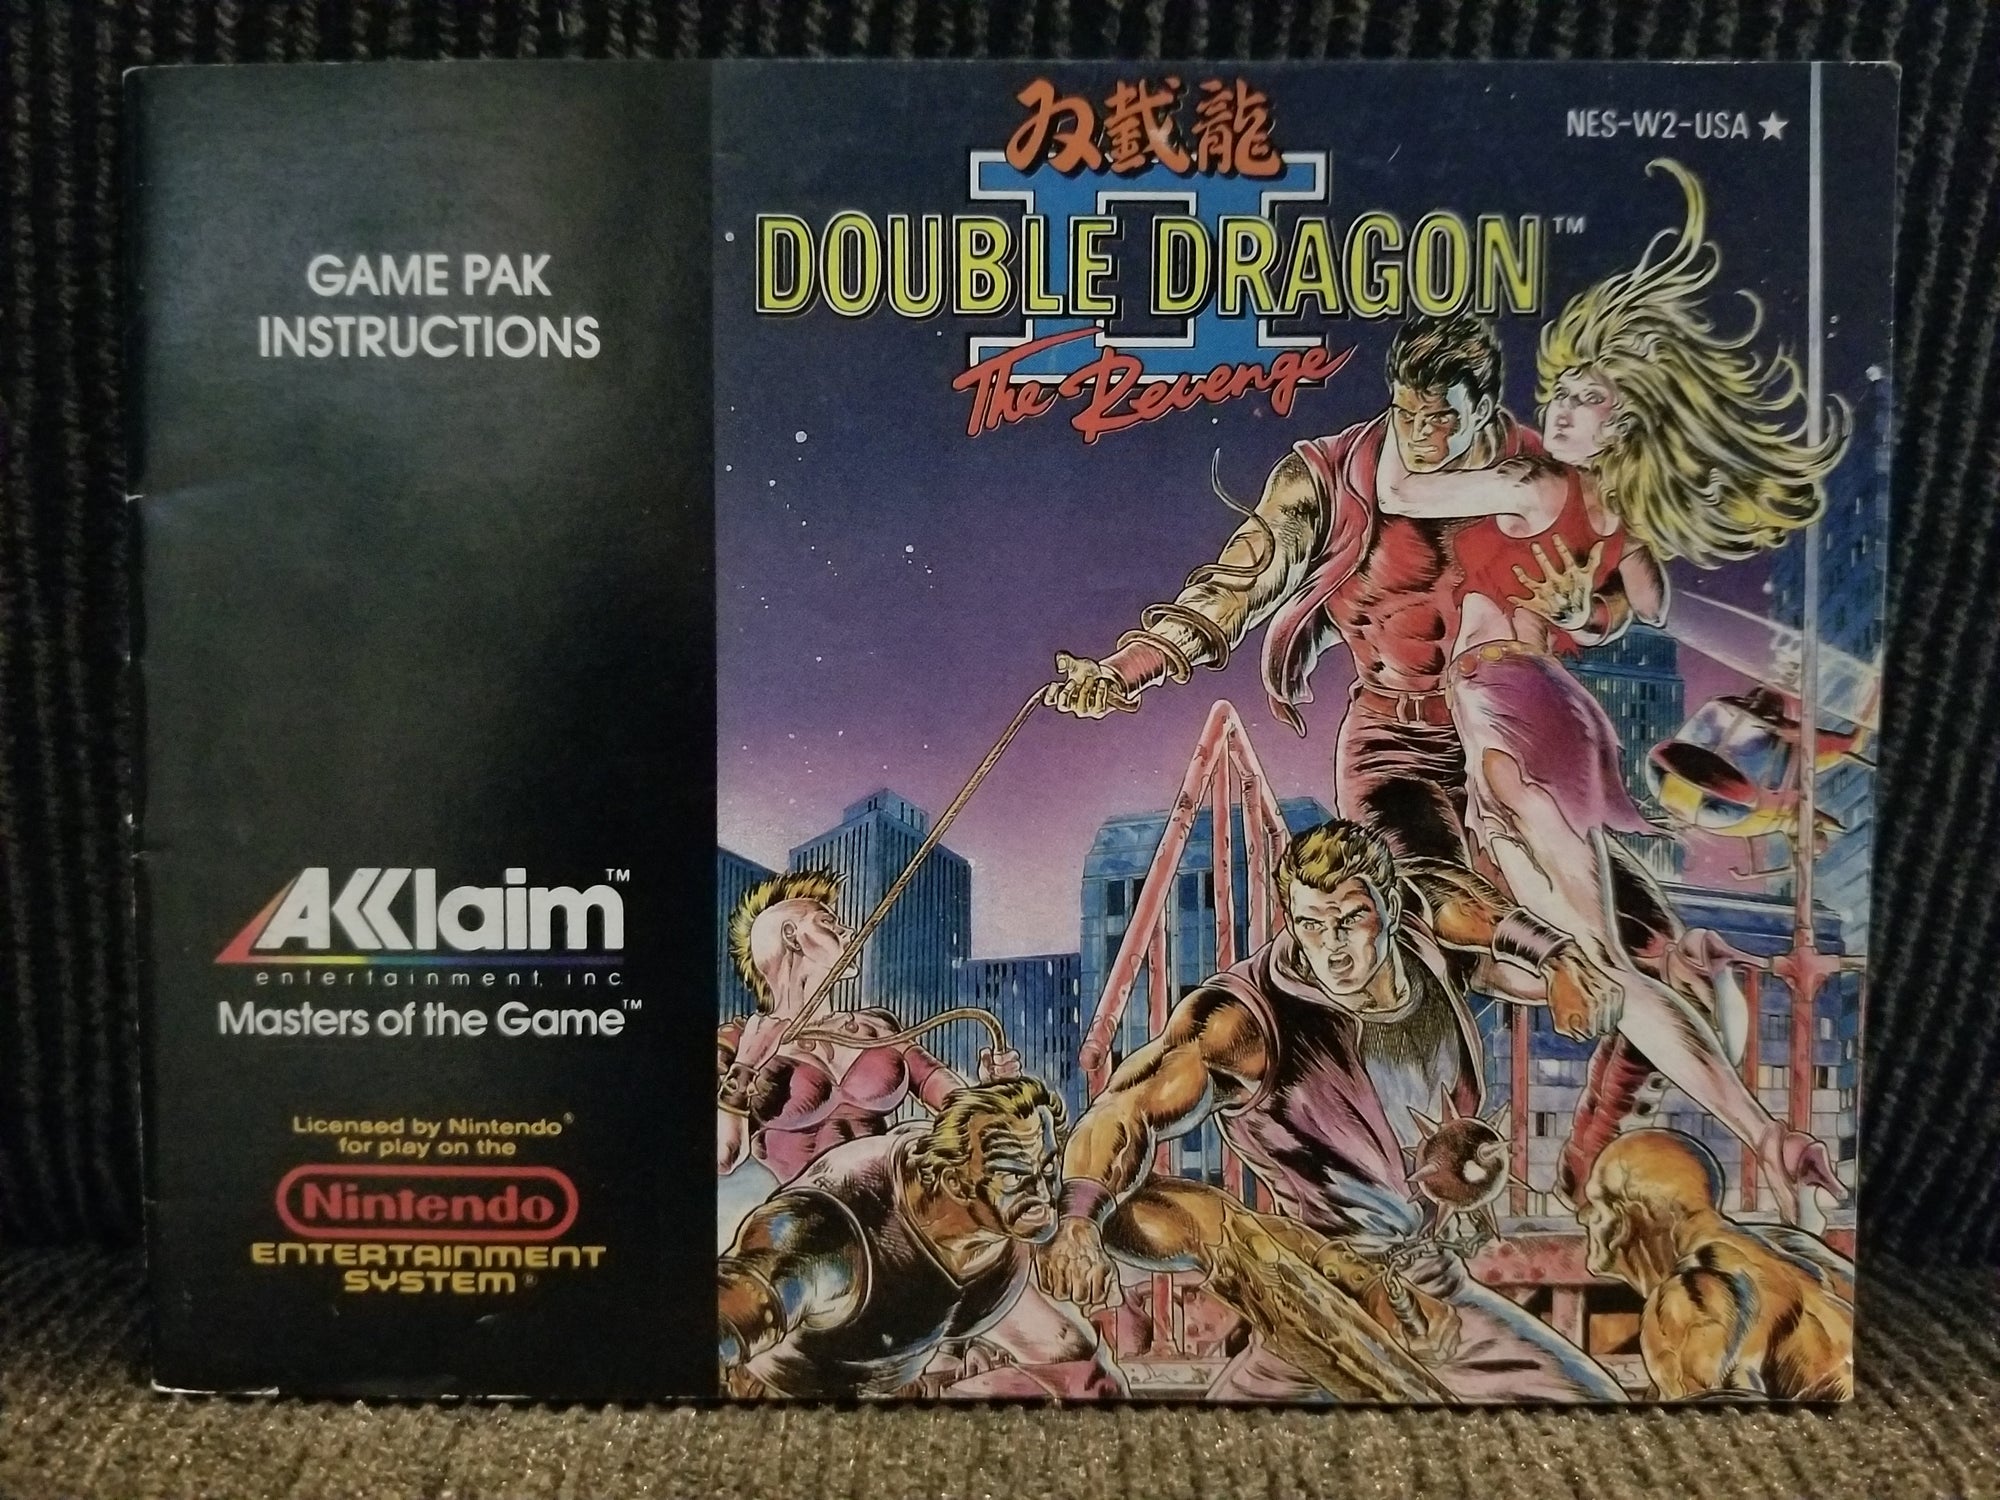 GAME PAK
INSTRUCTIONS
AKKlaim™
entertainment, inc
Masters of the Game™
Licensed by Nintendo®
for play on the
Nintendo
ENTERTAINMENT
SYSTEM®
NES-W2-USA ★
双截龍
II
DOUBLE DRAGON™
The Revenge